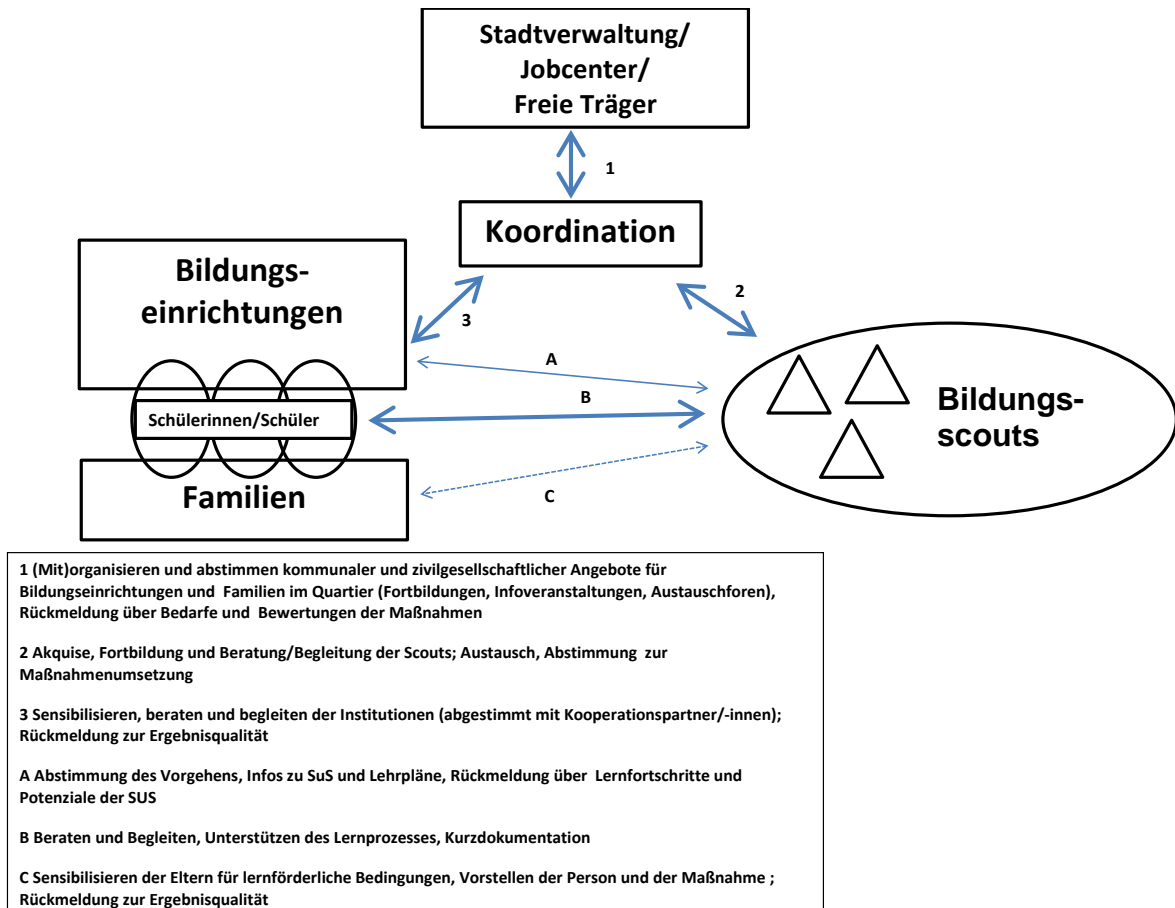 Stadtverwaltung/
Jobcenter/
Freie Träger
1
Koordination
Bildungs-
einrichtungen
2
3
A
B
Schülerinnen/Schüler
Bildungs-
scouts
Familien
C
1 (Mit)organisieren und abstimmen kommunaler und zivilgesellschaftlicher Angebote für
Bildungseinrichtungen und Familien im Quartier (Fortbildungen, Infoveranstaltungen, Austauschforen),
Rückmeldung über Bedarfe und Bewertungen der Maßnahmen
2 Akquise, Fortbildung und Beratung/Begleitung der Scouts; Austausch, Abstimmung zur
Maßnahmenumsetzung
3 Sensibilisieren, beraten und begleiten der Institutionen (abgestimmt mit Kooperationspartner/-innen);
Rückmeldung zur Ergebnisqualität
A Abstimmung des Vorgehens, Infos zu SuS und Lehrpläne, Rückmeldung über Lernfortschritte und
Potenziale der SUS
B Beraten und Begleiten, Unterstützen des Lernprozesses, Kurzdokumentation
C Sensibilisieren der Eltern für lernförderliche Bedingungen, Vorstellen der Person und der Maßnahme ;
Rückmeldung zur Ergebnisqualität